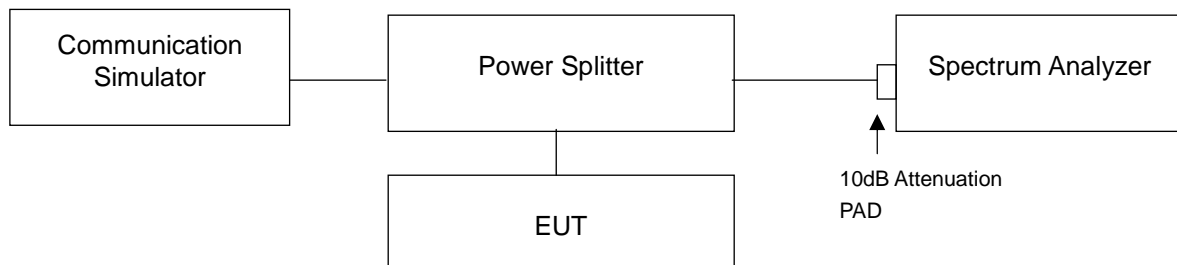 Communication
Simulator
Power Splitter
Spectrum Analyzer
10dB Attenuation
PAD
EUT